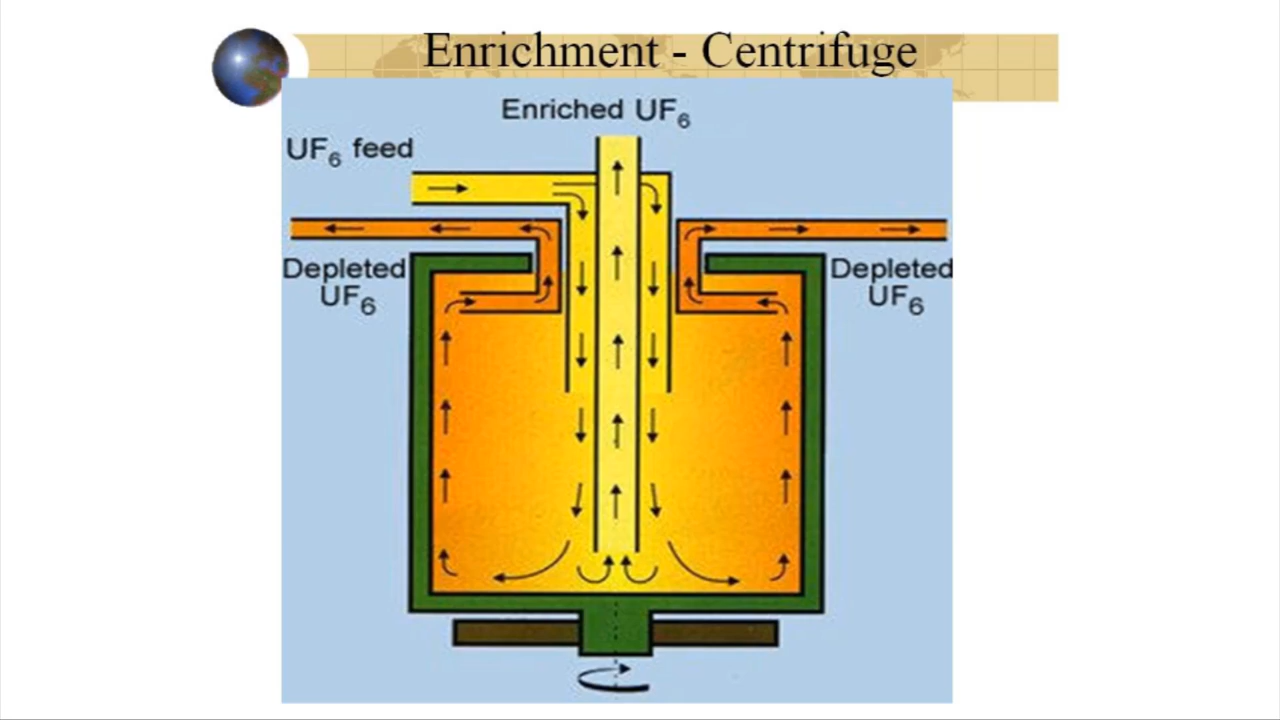 Enrichment - Centrifuge
Enriched UF₆
UF₆ feed
Depleted
UF₆
Depleted
UF₆